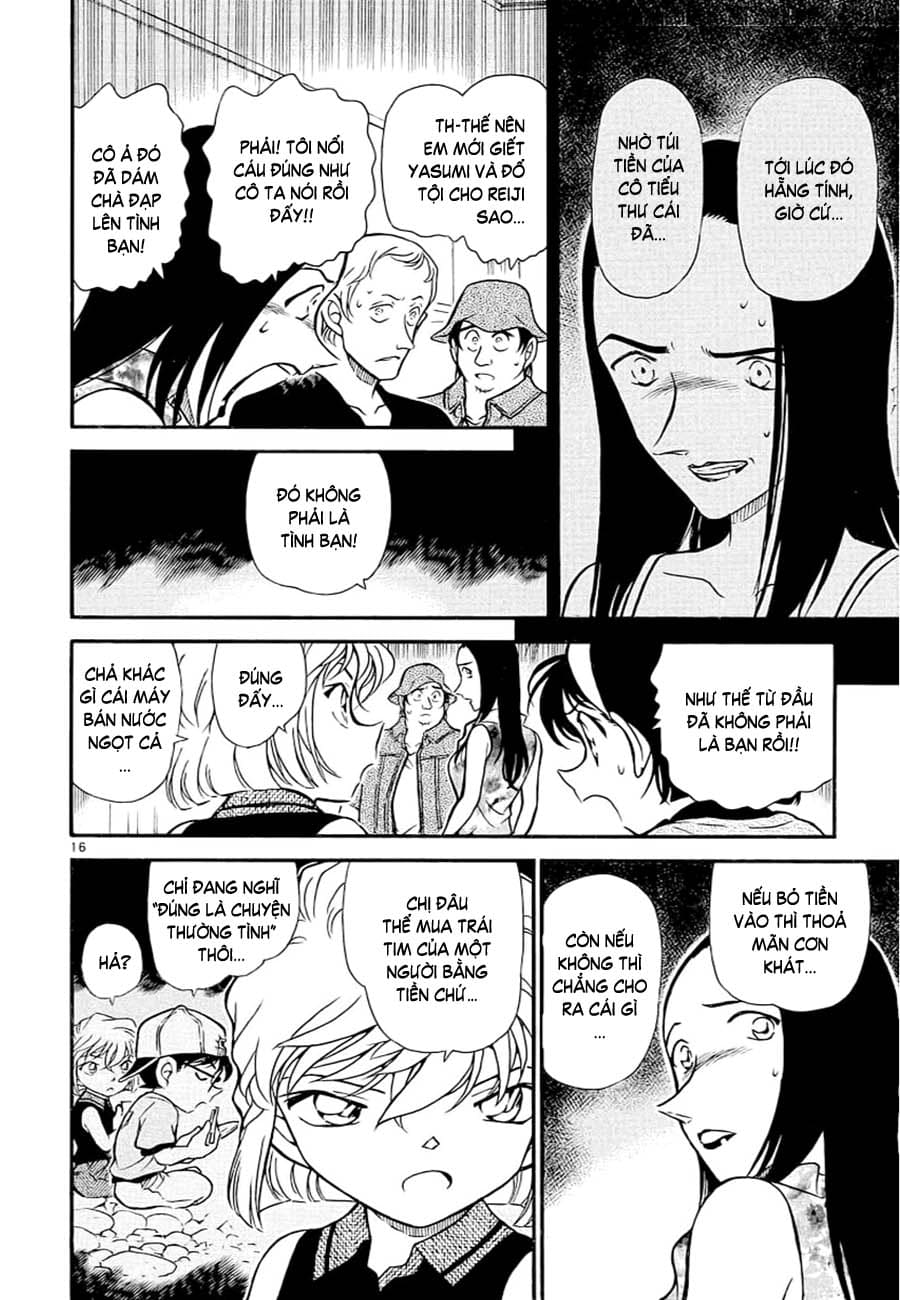 TỚI LÚC ĐÓ
HẴNG TÍNH,
GIỜ CỨ...
NHỜ TÚI
TIỀN CỦA
CÔ TIỂU
THƯ CÁI
ĐÃ...
TH-THẾ NÊN
EM MỚI GIẾT
YASUMI VÀ ĐỔ
TỘI CHO REIJI
SAO...
PHẢI! TÔI NỔI
CÁU ĐÚNG NHƯ
CÔ TA NÓI RỒI
ĐẤY!!
CÔ Ả ĐÓ
ĐÃ DÁM
CHÀ ĐẠP
LÊN TÌNH
BẠN!
ĐÓ KHÔNG
PHẢI LÀ
TÌNH BẠN!
NHƯ THẾ TỪ ĐẦU
ĐÃ KHÔNG PHẢI
LÀ BẠN RỒI!!
ĐÚNG
ĐẤY...
CHẢ KHÁC
GÌ CÁI MÁY
BÁN NƯỚC
NGỌT CẢ
...
16
NẾU BỎ TIỀN
VÀO THÌ THOẢ
MÃN CƠN
KHÁT...
CÒN NẾU
KHÔNG THÌ
CHẲNG CHO
RA CÁI GÌ
...
CHỊ ĐÂU
THỂ MUA TRÁI
TIM CỦA MỘT
NGƯỜI BẰNG
TIỀN CHỨ...
CHỈ ĐANG NGHĨ
"ĐÚNG LÀ CHUYỆN
THƯỜNG TÌNH"
THÔI...
HẢ?